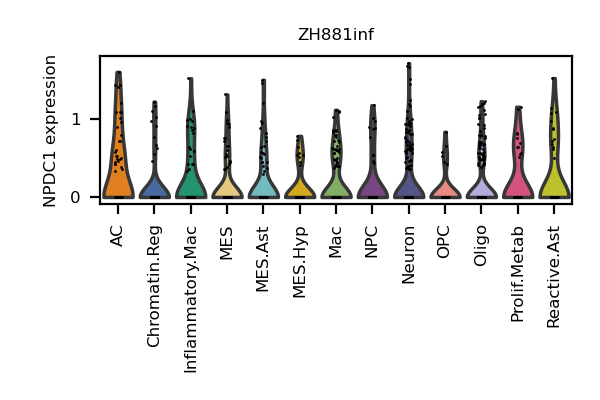 ZH881inf
NPDC1 expression
1
0
AC
Chromatin.Reg
Inflammatory.Mac
MES
MES.Ast
MES.Hyp
Mac
NPC
Neuron
OPC
Oligo
Prolif.Metab
Reactive.Ast